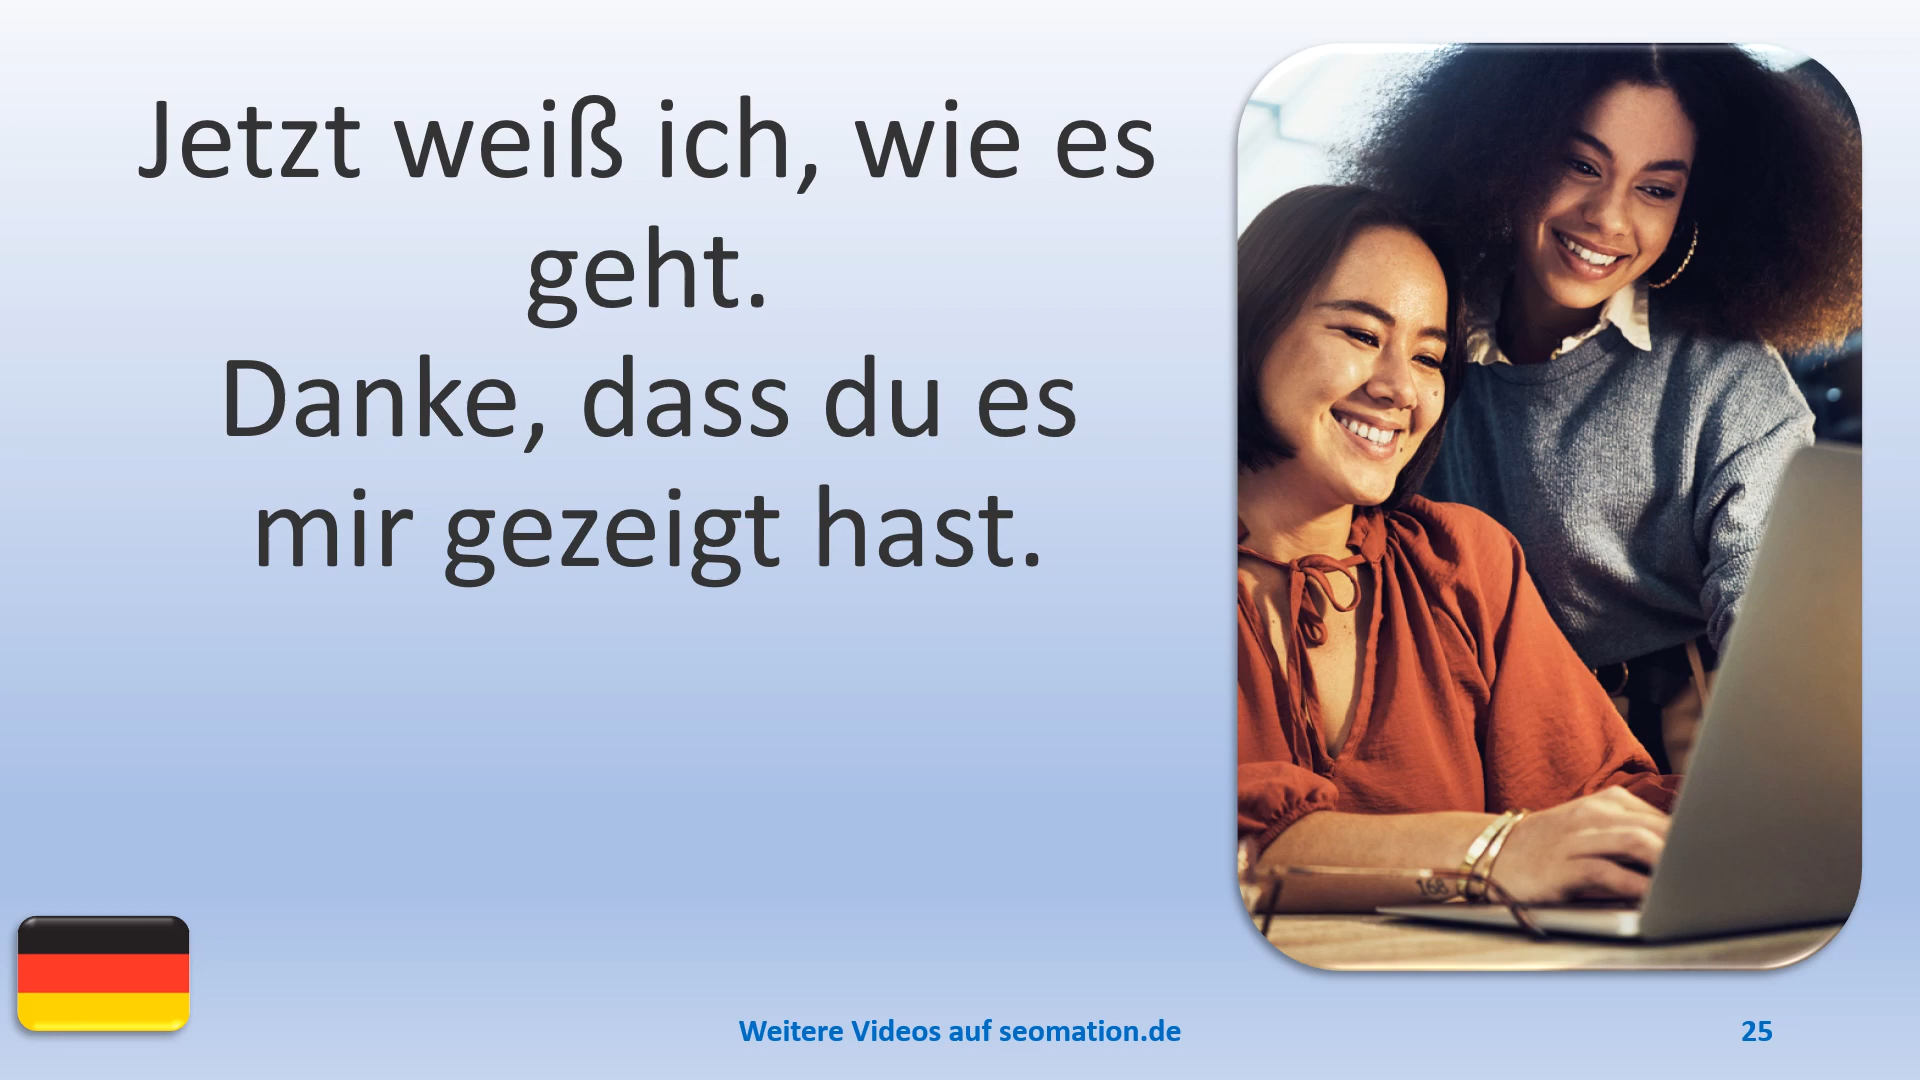 Jetzt weiß ich, wie es
geht.
Danke, dass du es
mir gezeigt hast.
168
Weitere Videos auf seomation.de
25